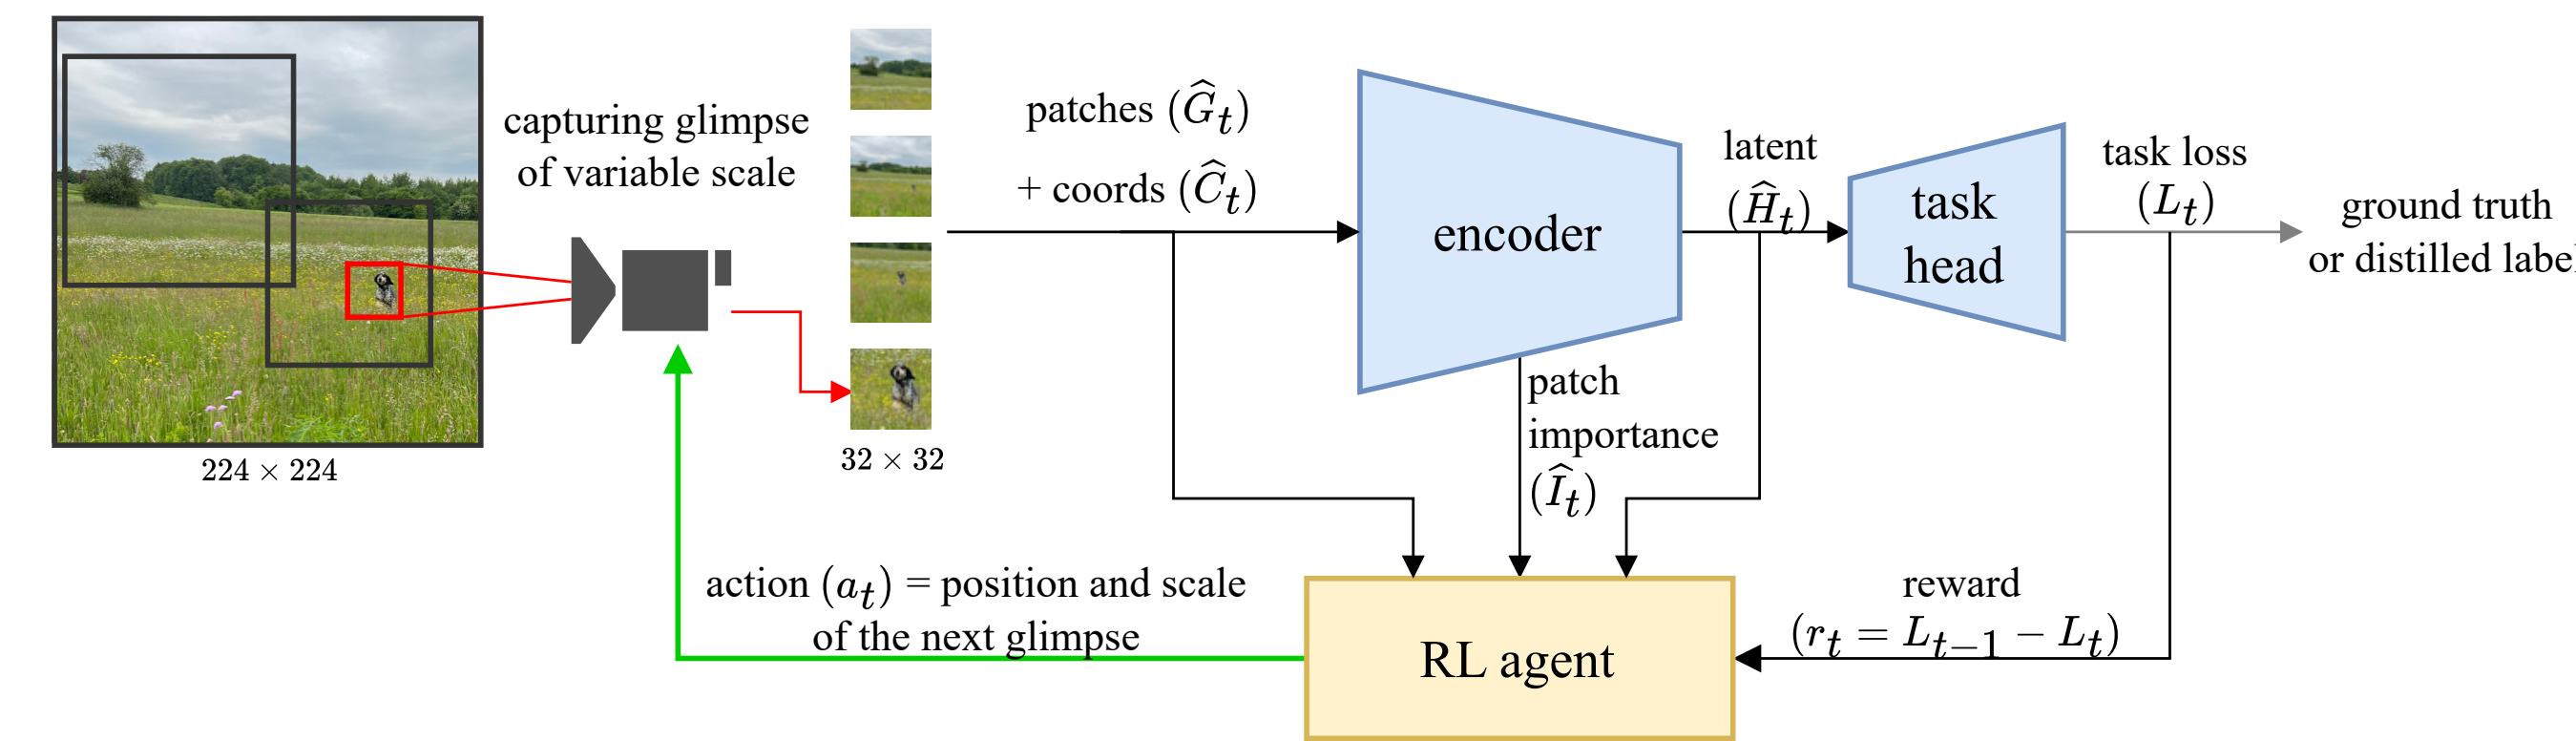 capturing glimpse
of variable scale
224 × 224
32 × 32
patches (Ĝ_t)
+ coords (Ĉ_t)
encoder
latent
(Ĥ_t)
task
head
task loss
(L_t)
ground truth
or distilled label
patch
importance
(Î_t)
action (a_t) = position and scale
of the next glimpse
RL agent
reward
(r_t = L_{t−1} − L_t)